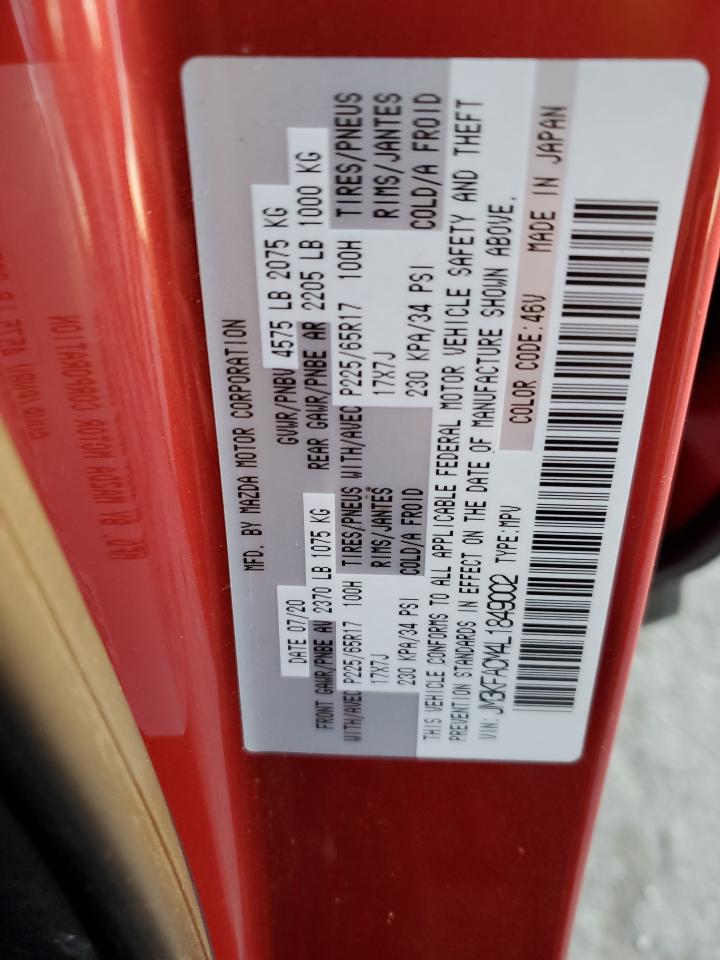 MFD. BY MAZDA MOTOR CORPORATION
DATE 07/20 GVWR/PNBV 4575 LB 2075 KG
FRONT GAWR/PNBE AV 2370 LB 1075 KG REAR GAWR/PNBE AR 2205 LB 1000 KG
WITH/AVEC P225/65R17 100H TIRES/PNEUS WITH/AVEC P225/65R17 100H TIRES/PNEUS
17X7J RIMS/JANTES 17X7J RIMS/JANTES
230 KPA/34 PSI COLD/A FROID 230 KPA/34 PSI COLD/A FROID
THIS VEHICLE CONFORMS TO ALL APPLICABLE FEDERAL MOTOR VEHICLE SAFETY AND THEFT
PREVENTION STANDARDS IN EFFECT ON THE DATE OF MANUFACTURE SHOWN ABOVE.
VIN: JM3KFACM4L1849002 TYPE:MPV COLOR CODE:46V MADE IN JAPAN